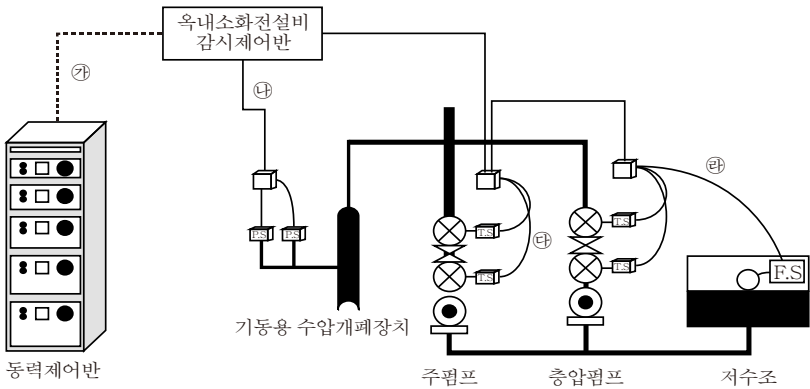 옥내소화전설비
감시제어반
㉮
㉯
㉱
P.S
P.S
T.S
T.S
㉰
T.S
T.S
F.S
기동용 수압개폐장치
동력제어반
주펌프
충압펌프
저수조